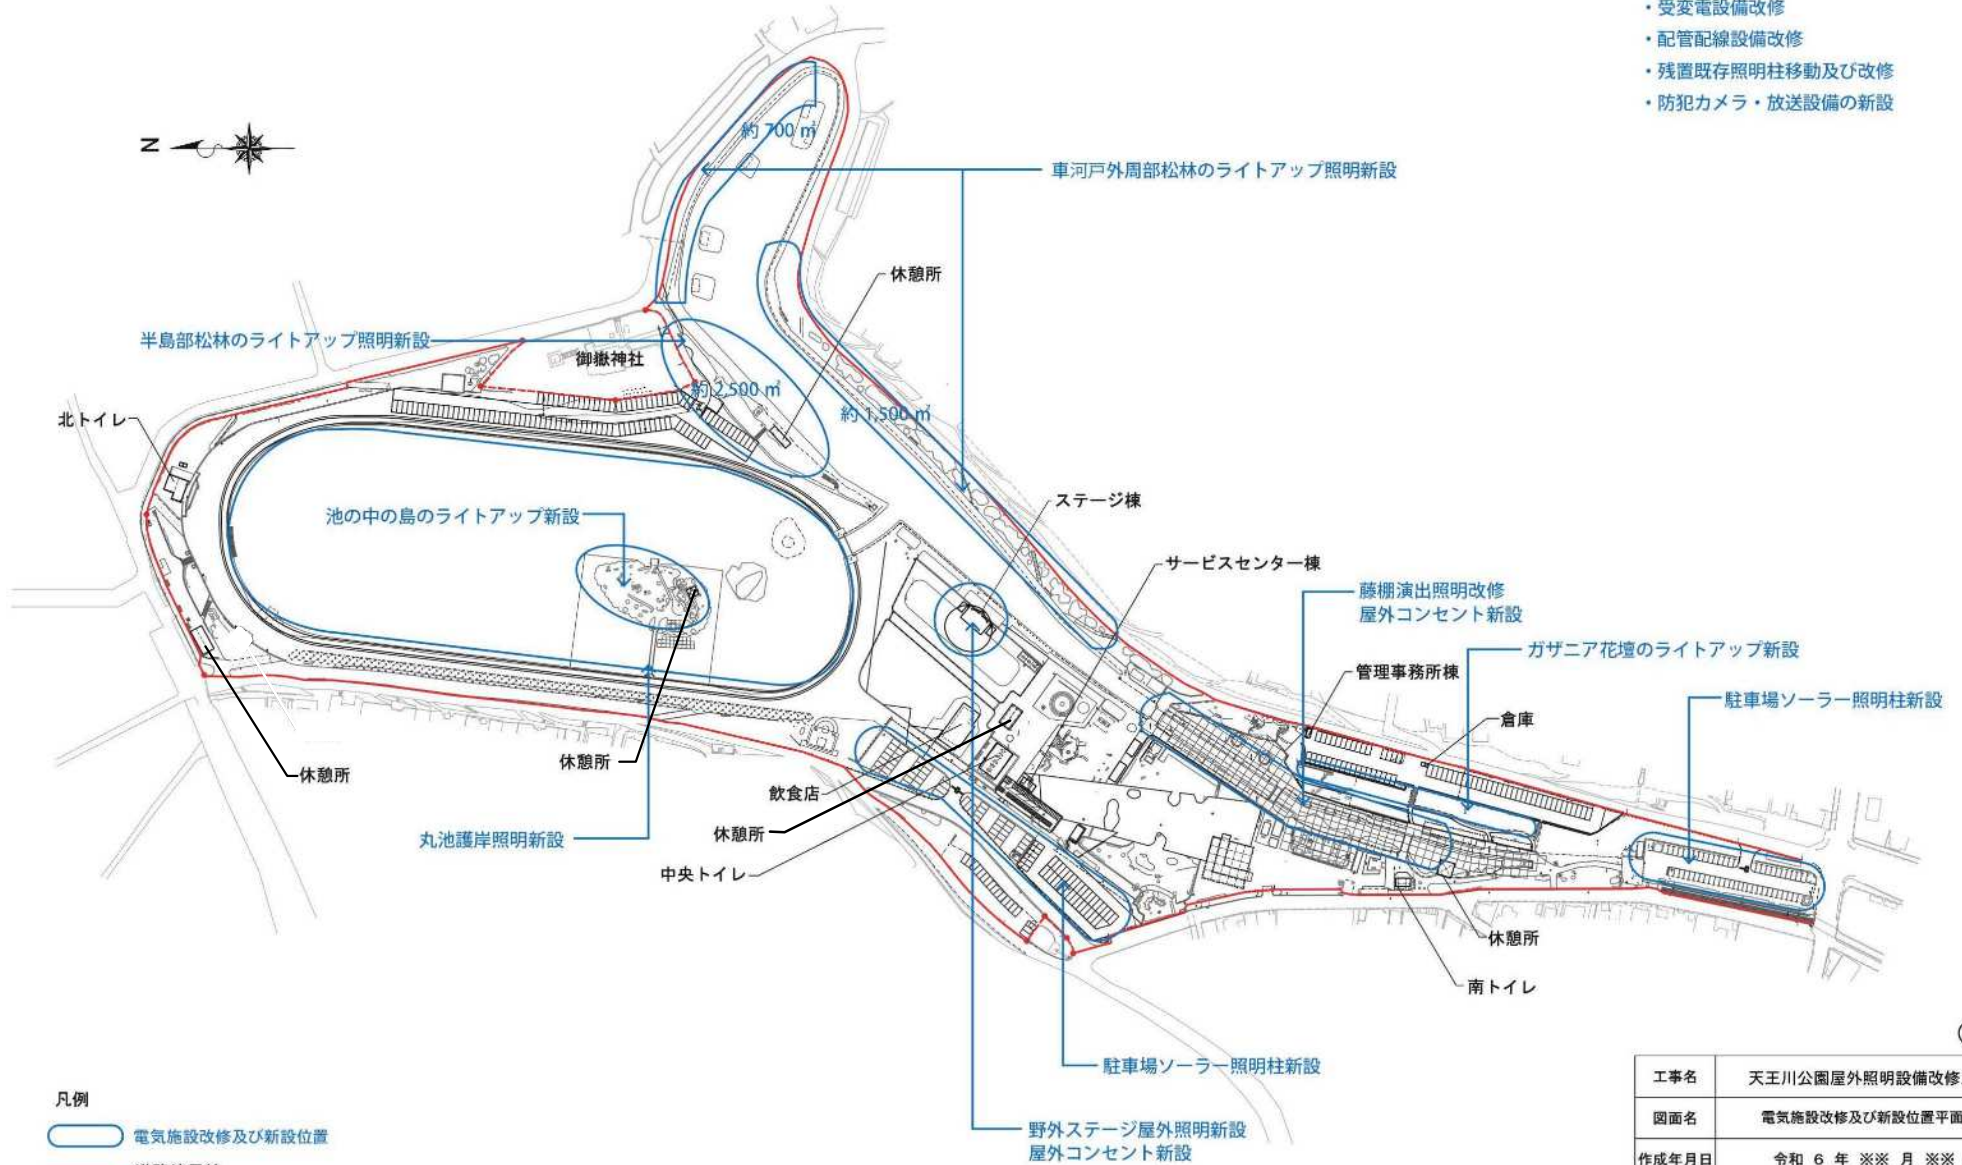 ・受変電設備改修
・配管配線設備改修
・残置既存照明柱移動及び改修
・防犯カメラ・放送設備の新設
N
約 700 ㎡
車河戸外周部松林のライトアップ照明新設
休憩所
半島部松林のライトアップ照明新設
御嶽神社
約 2,500 ㎡
約 1,500 ㎡
北トイレ
池の中の島のライトアップ新設
ステージ棟
サービスセンター棟
藤棚演出照明改修
屋外コンセント新設
ガザニア花壇のライトアップ新設
管理事務所棟
駐車場ソーラー照明柱新設
倉庫
休憩所
休憩所
飲食店
休憩所
丸池護岸照明新設
中央トイレ
休憩所
南トイレ
駐車場ソーラー照明柱新設
野外ステージ屋外照明新設
屋外コンセント新設
凡例
電気施設改修及び新設位置
工事名 天王川公園屋外照明設備改修
図面名 電気施設改修及び新設位置平面
作成年月日 令和 6 年 ※※ 月 ※※